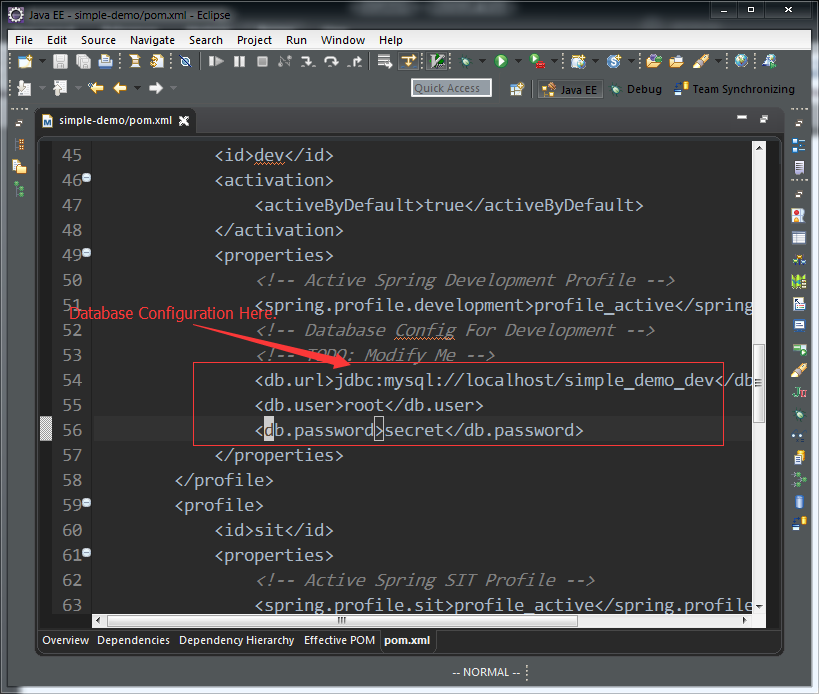 Java EE - simple-demo/pom.xml - Eclipse
File Edit Source Navigate Search Project Run Window Help
Quick Access
Java EE
Debug
Team Synchronizing
simple-demo/pom.xml
45 <id>dev</id>
46 <activation>
47 <activeByDefault>true</activeByDefault>
48 </activation>
49 <properties>
50 <!-- Active Spring Development Profile -->
51 <spring.profile.development>profile_active</spring
Database Configuration Here.
52 <!-- Database Config For Development -->
53 <!-- TODO: Modify Me -->
54 <db.url>jdbc:mysql://localhost/simple_demo_dev</db
55 <db.user>root</db.user>
56 <db.password>secret</db.password>
57 </properties>
58 </profile>
59 <profile>
60 <id>sit</id>
61 <properties>
62 <!-- Active Spring SIT Profile -->
63 <spring.profile.sit>profile_active</spring.profile
Overview Dependencies Dependency Hierarchy Effective POM pom.xml
-- NORMAL --